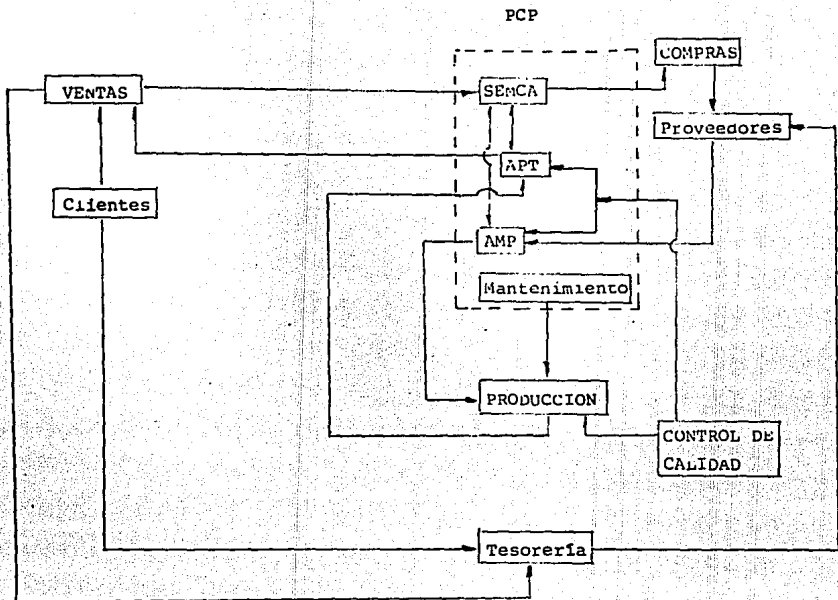 PCP
COMPRAS
VENTAS
SEMCA
Proveedores
APT
Clientes
AMP
Mantenimiento
PRODUCCION
CONTROL DE
CALIDAD
Tesorería